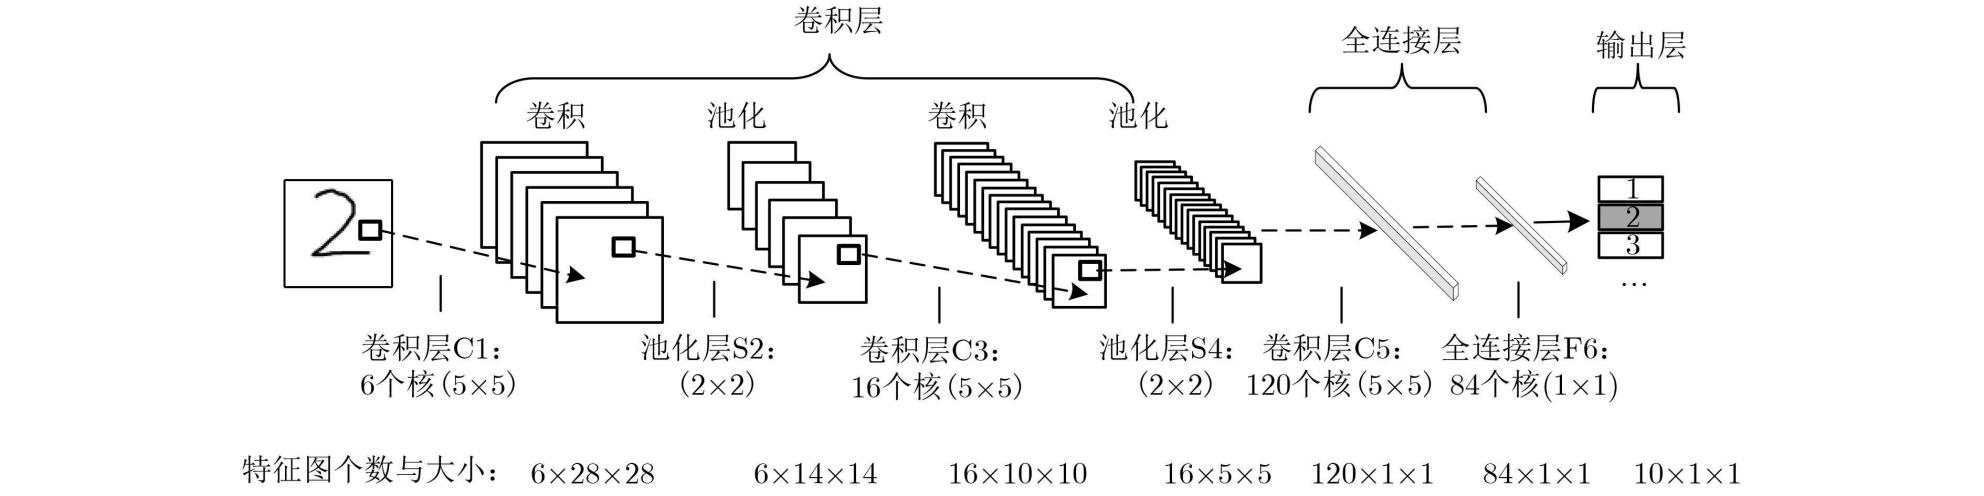 卷积层
全连接层
输出层
卷积
池化
卷积
池化
2
1
2
3
...
卷积层C1:
6个核(5×5)
池化层S2:
(2×2)
卷积层C3:
16个核(5×5)
池化层S4:
(2×2)
卷积层C5:
120个核(5×5)
全连接层F6:
84个核(1×1)
特征图个数与大小: 6×28×28 6×14×14 16×10×10 16×5×5 120×1×1 84×1×1 10×1×1